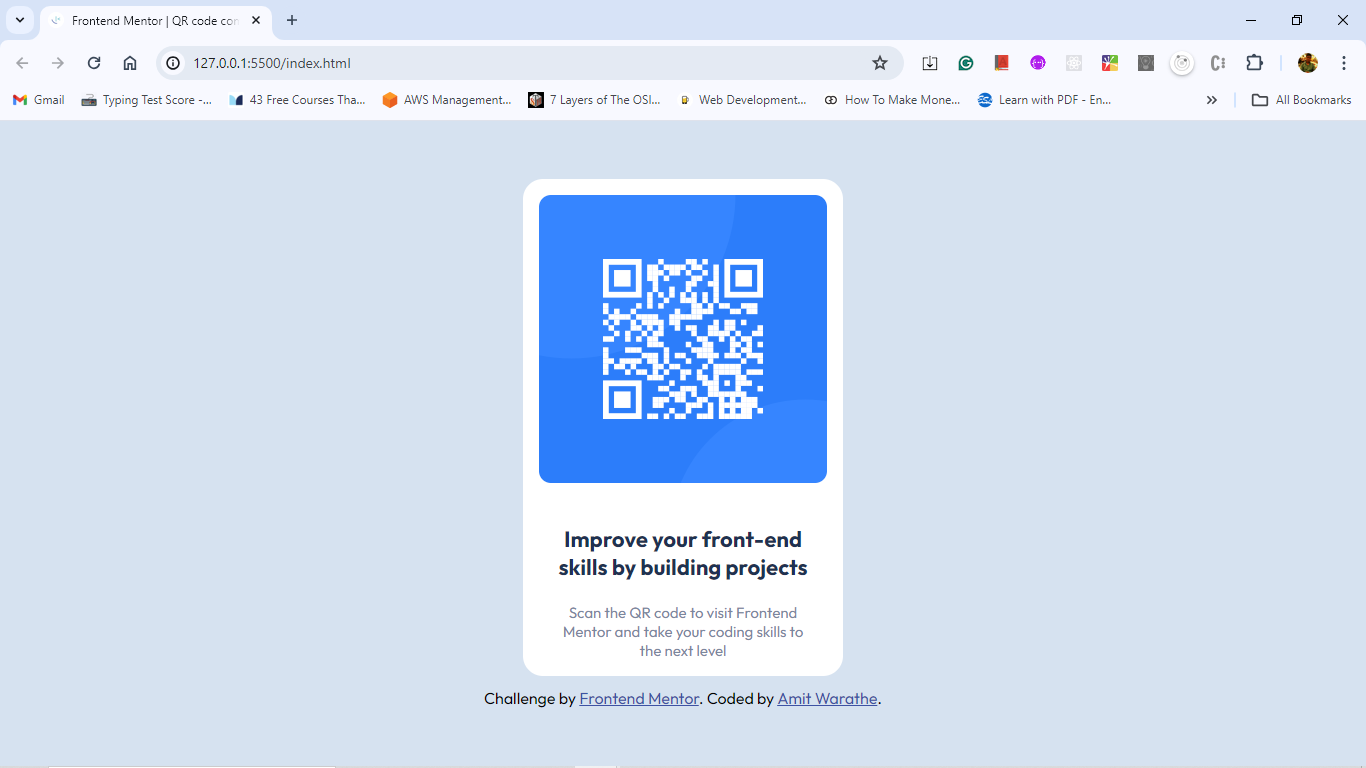 Frontend Mentor | QR code con
127.0.0.1:5500/index.html
Gmail
Typing Test Score -...
43 Free Courses Tha...
AWS Management...
7 Layers of The OSI...
Web Development...
How To Make Mone...
Learn with PDF - En...
All Bookmarks
Improve your front-end
skills by building projects
Scan the QR code to visit Frontend
Mentor and take your coding skills to
the next level
Challenge by Frontend Mentor. Coded by Amit Warathe.